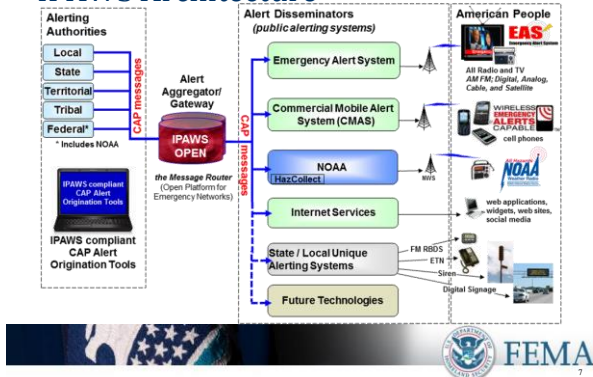 Alerting
Authorities
Local
State
Territorial
Tribal
Federal*
* Includes NOAA
IPAWS compliant
CAP Alert
Origination Tools
IPAWS compliant
CAP Alert
Origination Tools
CAP messages
Alert
Aggregator/
Gateway
IPAWS
OPEN
the Message Router
(Open Platform for
Emergency Networks)
CAP messages
Alert Disseminators
(public alerting systems)
Emergency Alert System
Commercial Mobile Alert
System (CMAS)
NOAA
HazCollect
NWS
Internet Services
State / Local Unique
Alerting Systems
Future Technologies
FM RBDS
ETN
Siren
Digital Signage
American People
EAS
Emergency Alert System
All Radio and TV
AM FM; Digital, Analog,
Cable, and Satellite
WIRELESS
EMERGENCY
ALERTS
CAPABLE
cell phones
All Hazards
NOAA
Weather Radio
web applications,
widgets, web sites,
social media
FEMA
7